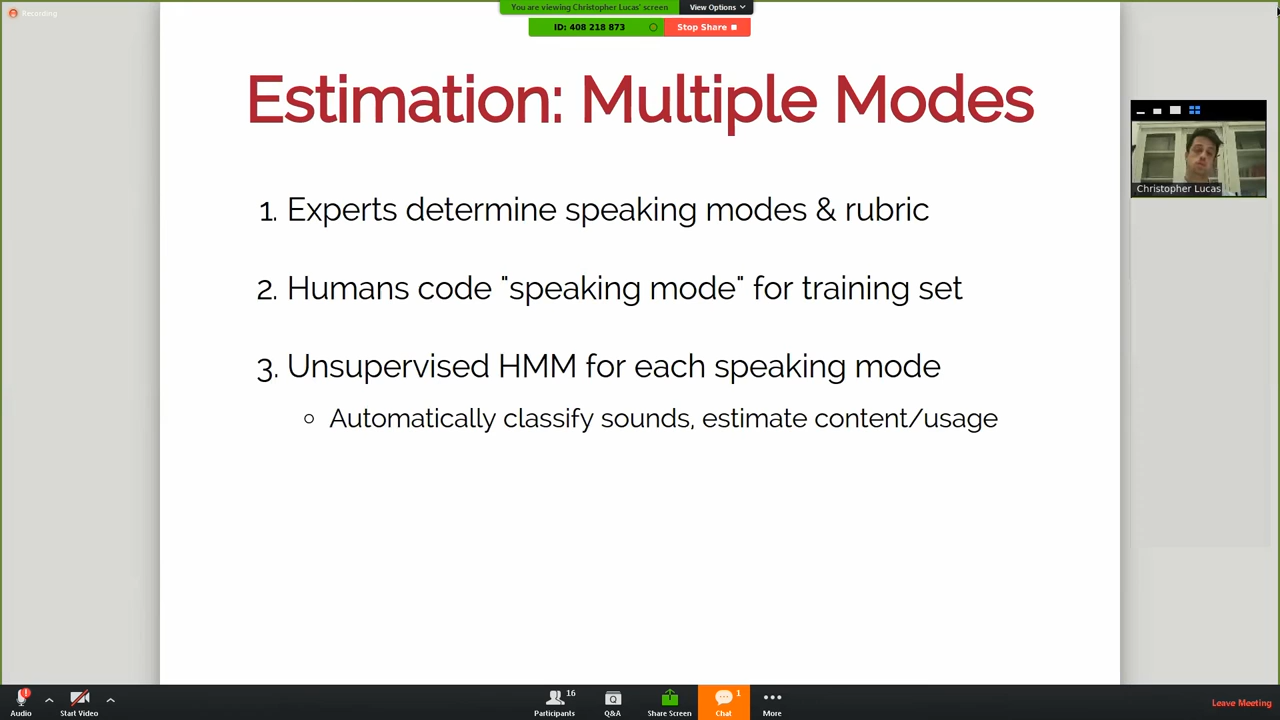 Recording
You are viewing Christopher Lucas' screen
View Options
ID: 408 218 873
Stop Share
Estimation: Multiple Modes
1. Experts determine speaking modes & rubric
2. Humans code "speaking mode" for training set
3. Unsupervised HMM for each speaking mode
Automatically classify sounds, estimate content/usage
Christopher Lucas
Audio
Start Video
16
Participants
Q&A
Share Screen
1
Chat
More
Leave Meeting